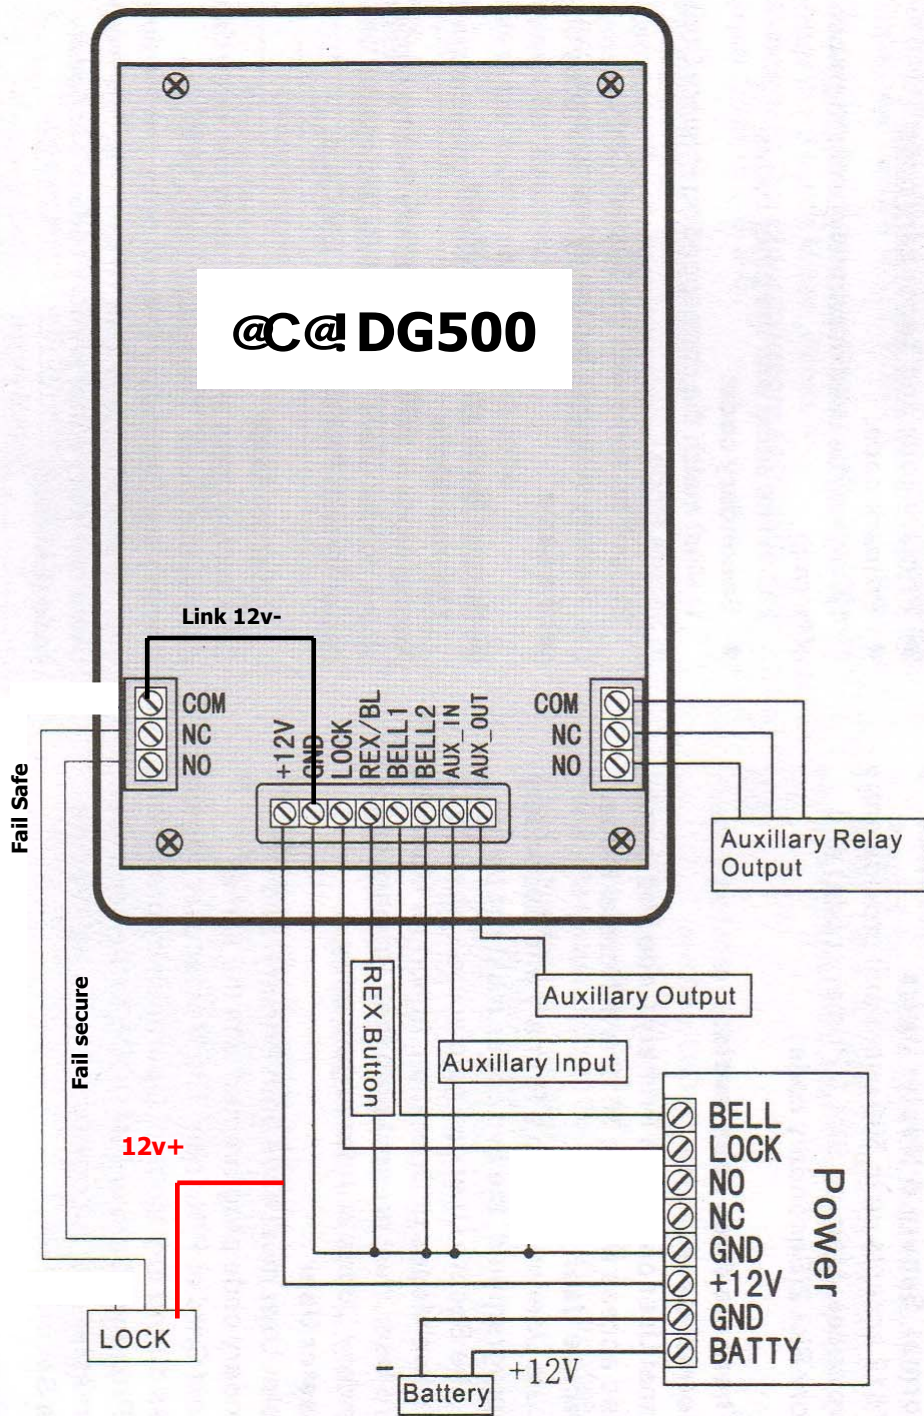 @C@! DG500
Link 12v-
COM
NC
NO
+12V
GND
LOCK
REX/BL
BELL1
BELL2
AUX_IN
AUX_OUT
COM
NC
NO
Auxillary Relay
Output
Fail Safe
Fail secure
REX Button
Auxillary Output
Auxillary Input
12v+
BELL
LOCK
NO
NC
GND
+12V
GND
BATTY
Power
LOCK
-
+12V
Battery